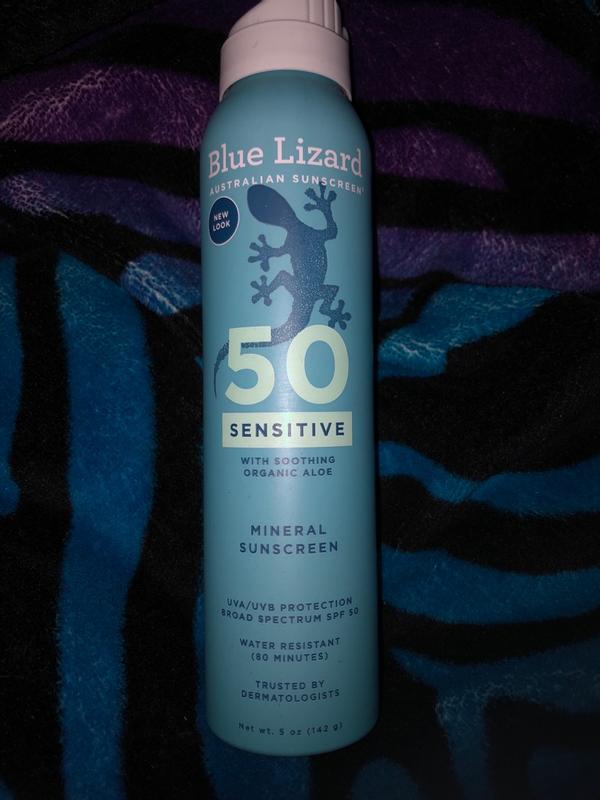 Blue Lizard
AUSTRALIAN SUNSCREEN®
NEW
LOOK
50
SENSITIVE
WITH SOOTHING
ORGANIC ALOE
MINERAL
SUNSCREEN
UVA/UVB PROTECTION
BROAD SPECTRUM SPF 50
WATER RESISTANT
(80 MINUTES)
TRUSTED BY
DERMATOLOGISTS
Net wt. 5 oz (142 g)